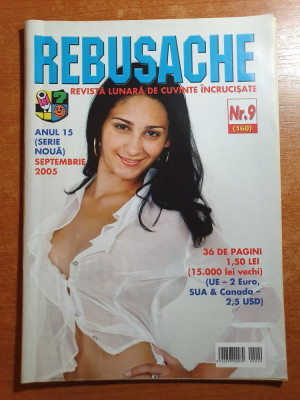 REBUSACHE
REVISTĂ LUNARĂ DE CUVINTE ÎNCRUCIȘATE
Nr.9
(160)
ANUL 15
(SERIE
NOUĂ)
SEPTEMBRIE
2005
36 DE PAGINI
1,50 LEI
(15.000 lei vechi)
(UE – 2 Euro,
SUA & Canada –
2,5 USD)